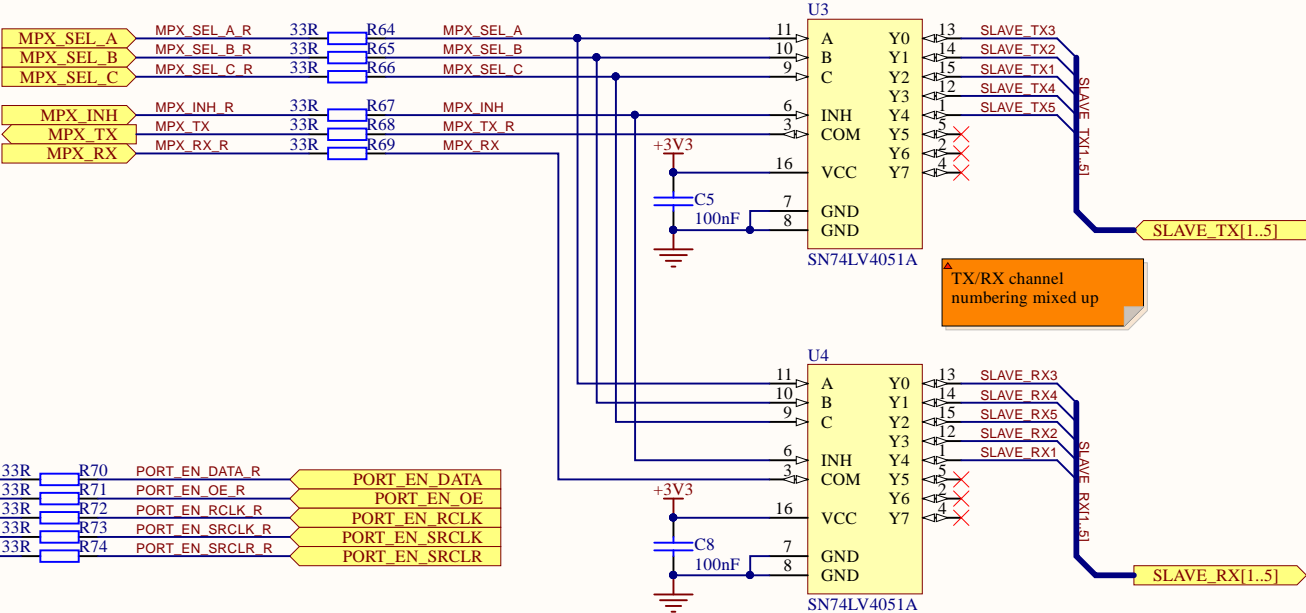 U3
MPX_SEL_A MPX_SEL_A_R 33R R64 MPX_SEL_A 11 A Y0 13 SLAVE_TX3
MPX_SEL_B MPX_SEL_B_R 33R R65 MPX_SEL_B 10 B Y1 14 SLAVE_TX2
MPX_SEL_C MPX_SEL_C_R 33R R66 MPX_SEL_C 9 C Y2 15 SLAVE_TX1
Y3 12 SLAVE_TX4
MPX_INH MPX_INH_R 33R R67 MPX_INH 6 INH Y4 1 SLAVE_TX5
MPX_TX MPX_TX 33R R68 MPX_TX_R 3 COM Y5 5
MPX_RX MPX_RX_R 33R R69 MPX_RX Y6 2
+3V3 16 VCC Y7 4
SLAVE_TX[1..5]
C5 7 GND
100nF 8 GND
SLAVE_TX[1..5]
SN74LV4051A
TX/RX channel
numbering mixed up
U4
11 A Y0 13 SLAVE_RX3
10 B Y1 14 SLAVE_RX4
9 C Y2 15 SLAVE_RX5
Y3 12 SLAVE_RX2
6 INH Y4 1 SLAVE_RX1
3 COM Y5 5
Y6 2
+3V3 16 VCC Y7 4
SLAVE_RX[1..5]
C8 7 GND
100nF 8 GND
SLAVE_RX[1..5]
SN74LV4051A
33R R70 PORT_EN_DATA_R PORT_EN_DATA
33R R71 PORT_EN_OE_R PORT_EN_OE
33R R72 PORT_EN_RCLK_R PORT_EN_RCLK
33R R73 PORT_EN_SRCLK_R PORT_EN_SRCLK
33R R74 PORT_EN_SRCLR_R PORT_EN_SRCLR